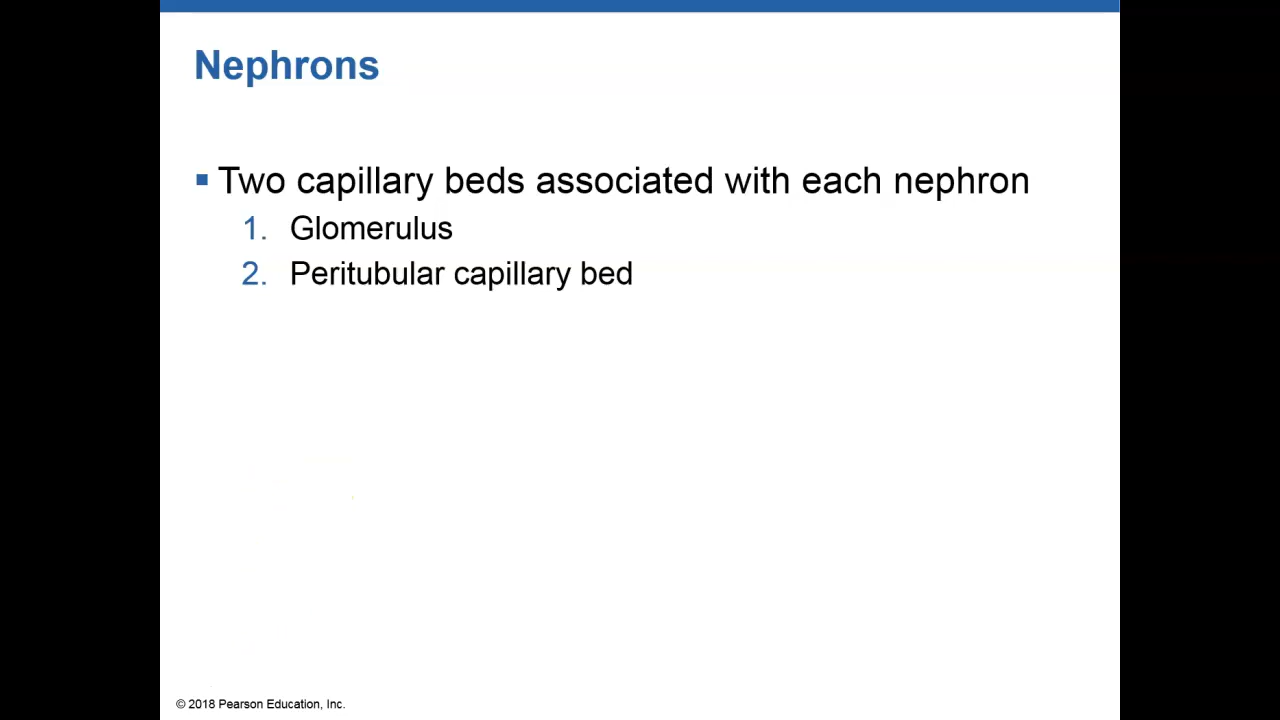 Nephrons
▪ Two capillary beds associated with each nephron
1. Glomerulus
2. Peritubular capillary bed
© 2018 Pearson Education, Inc.